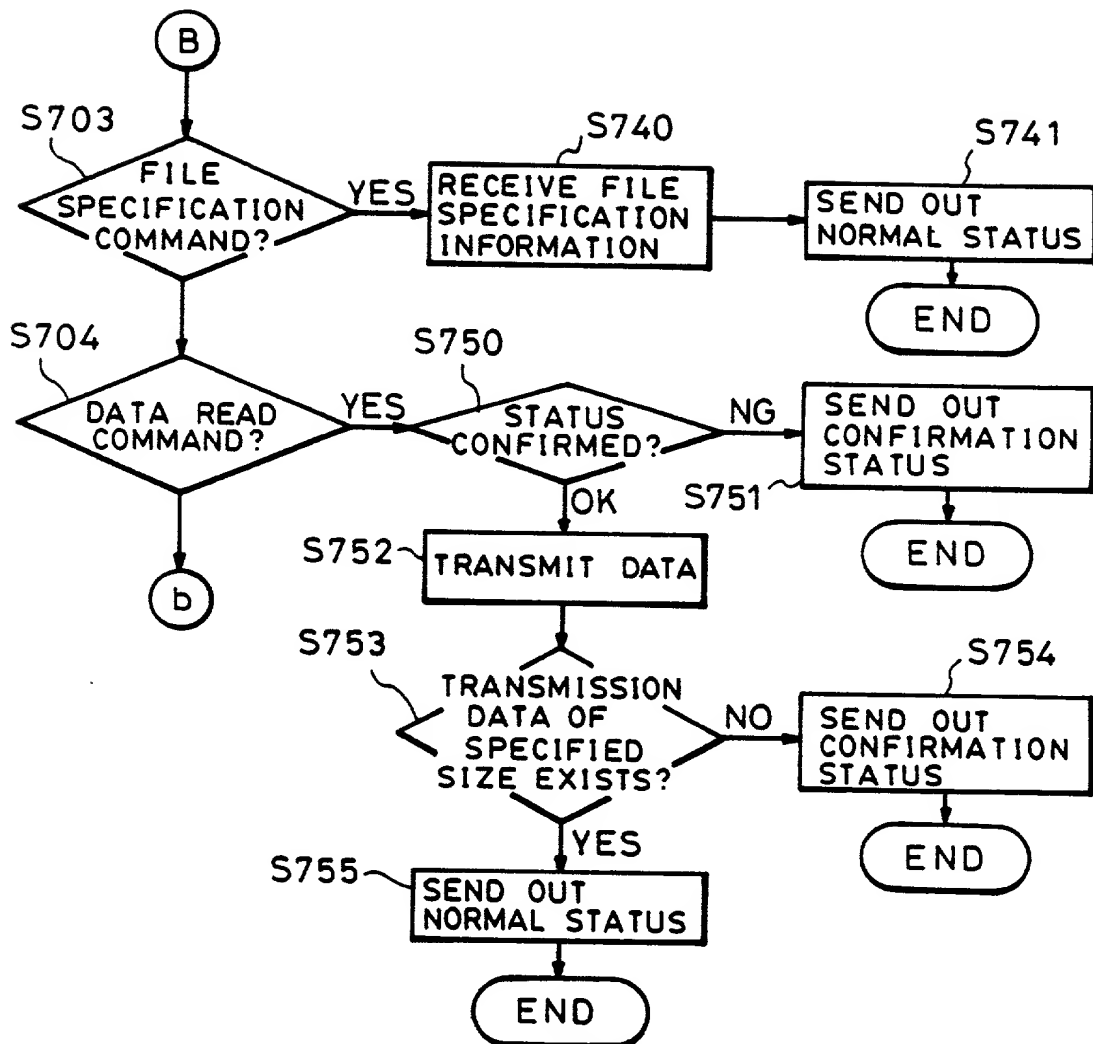 B
S703
FILE
SPECIFICATION
COMMAND?
YES
S740
RECEIVE FILE
SPECIFICATION
INFORMATION
S741
SEND OUT
NORMAL STATUS
END
S704
DATA READ
COMMAND?
YES
S750
STATUS
CONFIRMED?
NG
SEND OUT
CONFIRMATION
STATUS
S751
END
OK
b
S752
TRANSMIT DATA
S753
TRANSMISSION
DATA OF
SPECIFIED
SIZE EXISTS?
NO
S754
SEND OUT
CONFIRMATION
STATUS
END
YES
S755
SEND OUT
NORMAL STATUS
END